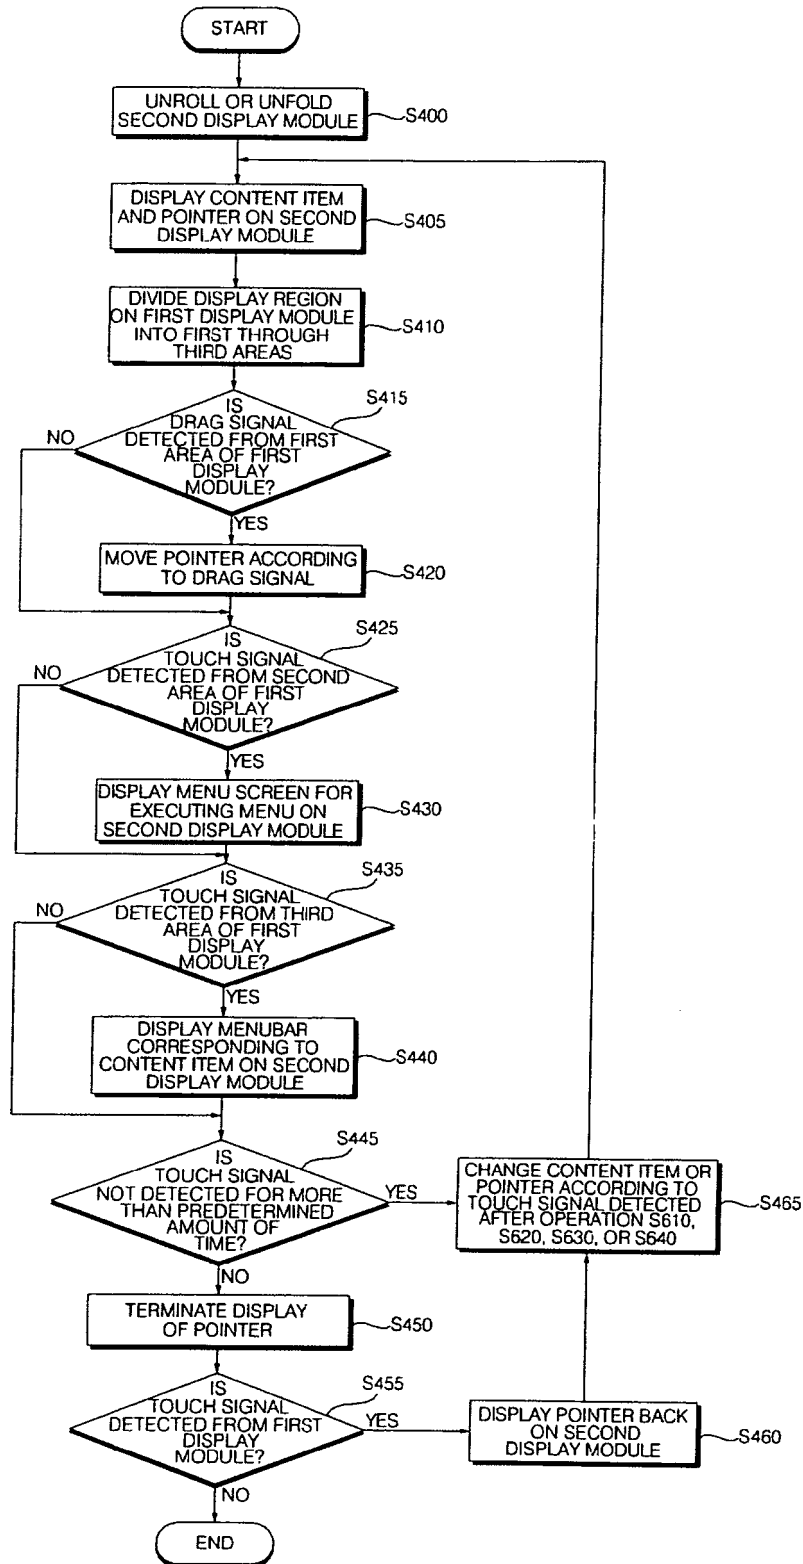 START
UNROLL OR UNFOLD
SECOND DISPLAY MODULE
S400
DISPLAY CONTENT ITEM
AND POINTER ON SECOND
DISPLAY MODULE
S405
DIVIDE DISPLAY REGION
ON FIRST DISPLAY MODULE
INTO FIRST THROUGH
THIRD AREAS
S410
S415
IS
DRAG SIGNAL
DETECTED FROM FIRST
AREA OF FIRST
DISPLAY
MODULE?
NO
YES
MOVE POINTER ACCORDING
TO DRAG SIGNAL
S420
S425
IS
TOUCH SIGNAL
DETECTED FROM SECOND
AREA OF FIRST
DISPLAY
MODULE?
NO
YES
DISPLAY MENU SCREEN FOR
EXECUTING MENU ON
SECOND DISPLAY MODULE
S430
S435
IS
TOUCH SIGNAL
DETECTED FROM THIRD
AREA OF FIRST
DISPLAY
MODULE?
NO
YES
DISPLAY MENUBAR
CORRESPONDING TO
CONTENT ITEM ON SECOND
DISPLAY MODULE
S440
S445
IS
TOUCH SIGNAL
NOT DETECTED FOR MORE
THAN PREDETERMINED
AMOUNT OF
TIME?
YES
NO
CHANGE CONTENT ITEM OR
POINTER ACCORDING TO
TOUCH SIGNAL DETECTED
AFTER OPERATION S610,
S620, S630, OR S640
S465
TERMINATE DISPLAY
OF POINTER
S450
S455
IS
TOUCH SIGNAL
DETECTED FROM FIRST
DISPLAY
MODULE?
YES
NO
DISPLAY POINTER BACK
ON SECOND
DISPLAY MODULE
S460
END